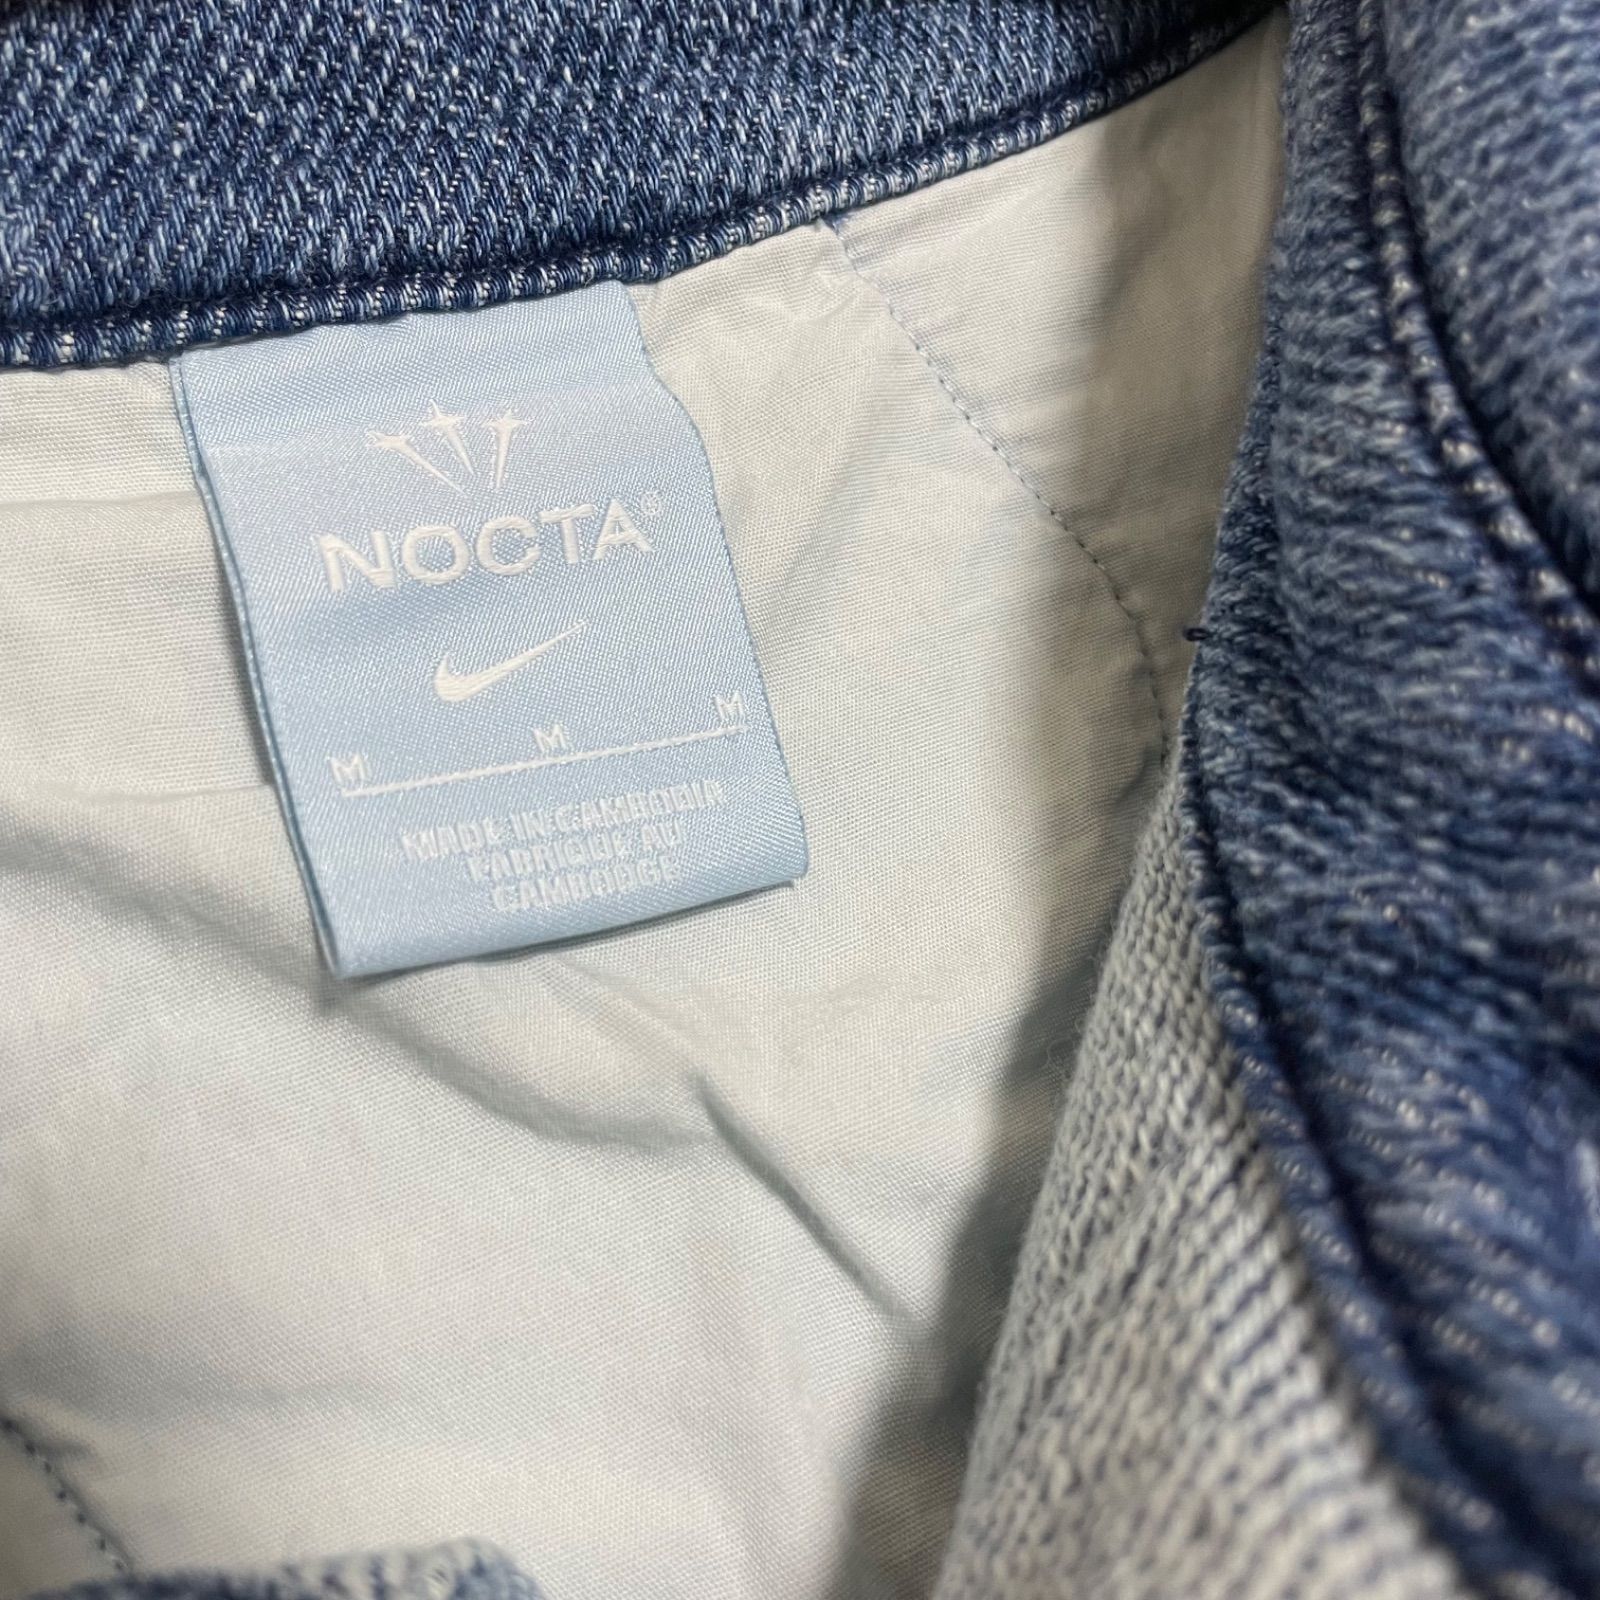 NOCTA®
M M M
MADE IN CAMBODIA
FABRIQUE AU
CAMBODGE